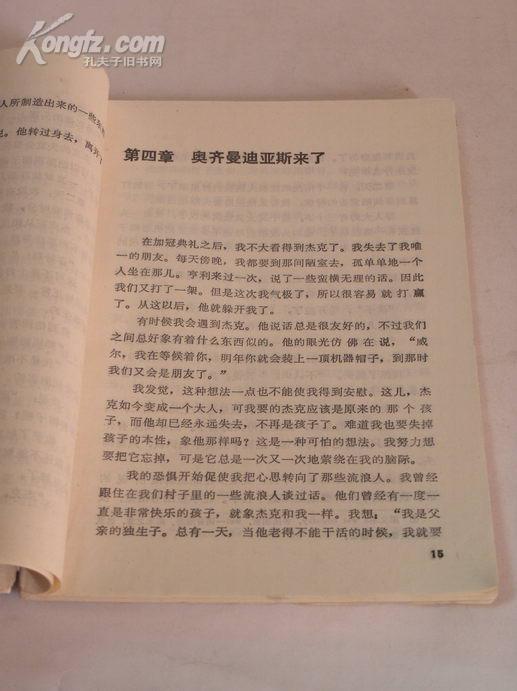 Kongfz.com
孔夫子旧书网
人所制造出来的一些东西
说。他转过身去，离开了
第四章　奥齐曼迪亚斯来了
在加冠典礼之后，我不大看得到杰克了。我失去了我唯
一的朋友。每天傍晚，我都要到那间陋室去，孤单单地一个
人坐在那儿。亨利来过一次，说了一些蛮横无理的话。因此
我们又打了一架。但是这次我气极了，所以很容易就打赢
了。从这以后，他就躲开我了。
有时候我会遇到杰克。他说话总是很友好的，不过我们
之间总好象有着什么东西似的。他的眼光仿佛在说，“威
尔，我在等候着你，明年你就会装上一顶机器帽子，到那时
我们又会是朋友了。”
我发觉，这种想法一点也不能使我得到安慰。这儿，杰
克如今变成一个大人，可我要的杰克应该是原来的那个孩
子，而他却已经永远失去，不再是孩子了。难道我也要失掉
孩子的本性，象他那样吗？这是一种可怕的想法。我努力想
要把它忘掉，可是它总是一次又一次地萦绕在我的脑际。
我的恐惧开始促使我把心思转向了那些流浪人。我曾经
跟住在我们村子里的一些流浪人谈过话。他们曾经有一度一
直是非常快乐的孩子，就象杰克和我一样。我想：“我是父
亲的独生子。总有一天，当他老得不能干活的时候，我就要
15